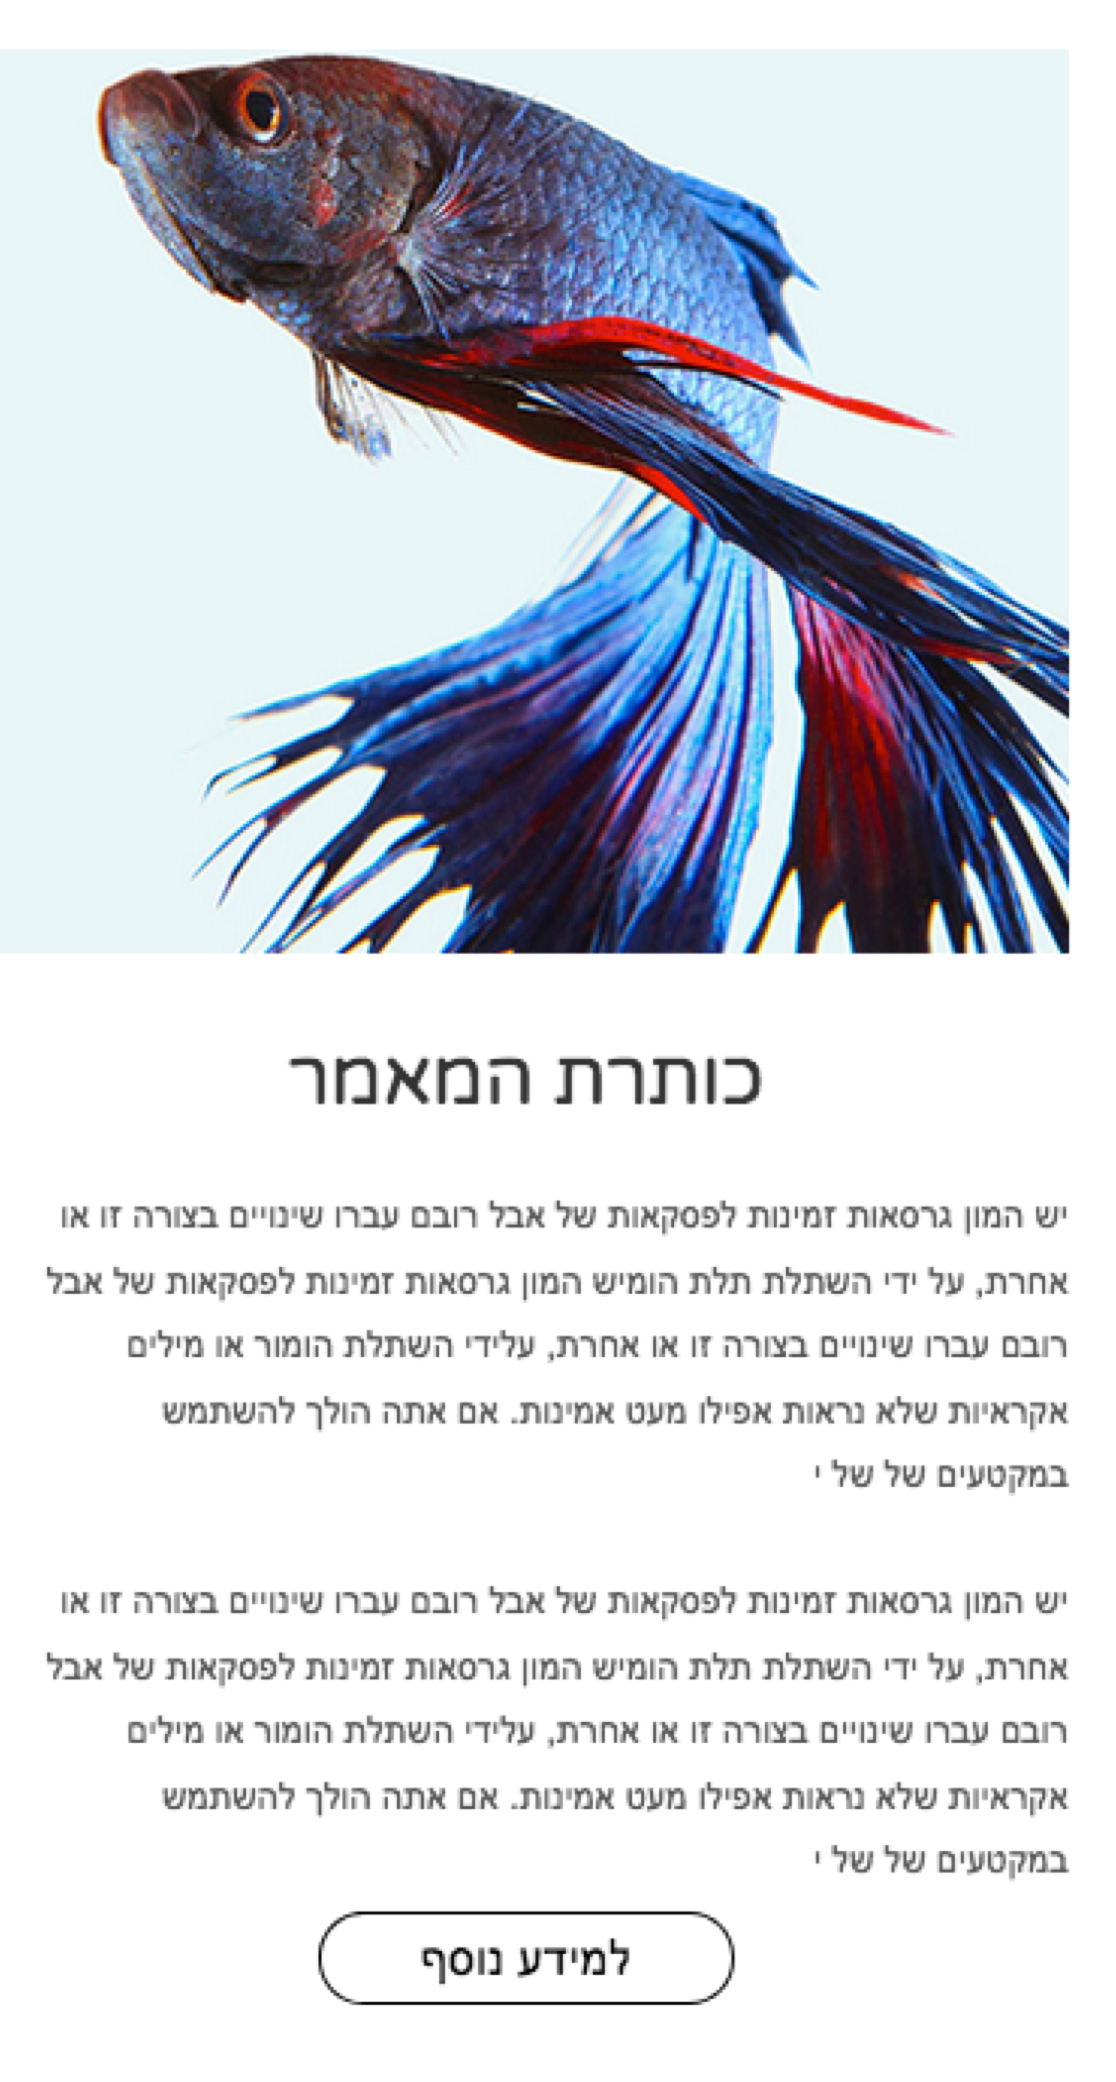 כותרת המאמר
יש המון גרסאות זמינות לפסקאות של אבל רובם עברו שינויים בצורה זו או
אחרת, על ידי השתלת תלת הומיש המון גרסאות זמינות לפסקאות של אבל
רובם עברו שינויים בצורה זו או אחרת, עלידי השתלת הומור או מילים
אקראיות שלא נראות אפילו מעט אמינות. אם אתה הולך להשתמש
במקטעים של של י
יש המון גרסאות זמינות לפסקאות של אבל רובם עברו שינויים בצורה זו או
אחרת, על ידי השתלת תלת הומיש המון גרסאות זמינות לפסקאות של אבל
רובם עברו שינויים בצורה זו או אחרת, עלידי השתלת הומור או מילים
אקראיות שלא נראות אפילו מעט אמינות. אם אתה הולך להשתמש
במקטעים של של י
למידע נוסף